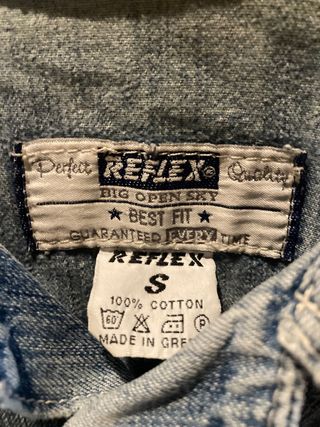 Perfect REFLEX® Quality
BIG OPEN SKY
★ BEST FIT ★
GUARANTEED EVERY TIME
REFLEX
S
100% COTTON
60 P
MADE IN